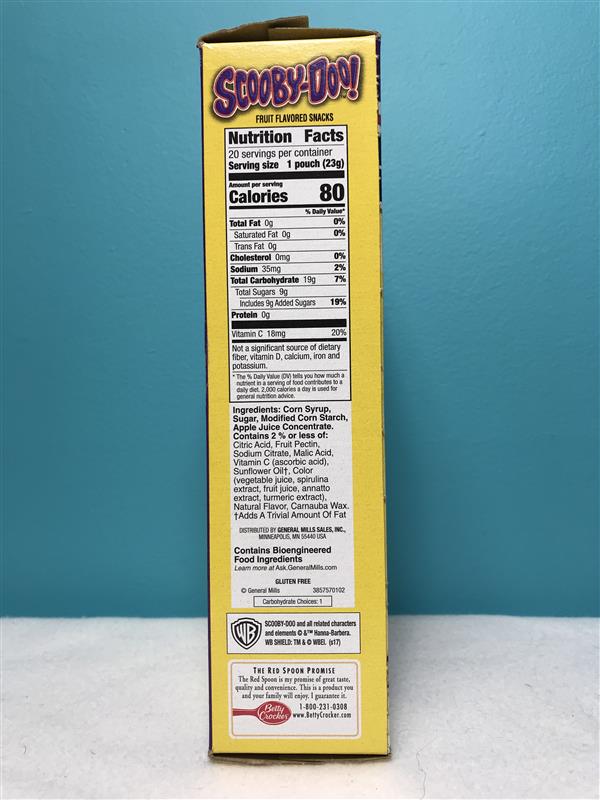 SCOOBY-DOO!
FRUIT FLAVORED SNACKS
Nutrition Facts
20 servings per container
Serving size 1 pouch (23g)
Amount per serving
Calories 80
% Daily Value*
Total Fat 0g 0%
Saturated Fat 0g 0%
Trans Fat 0g
Cholesterol 0mg 0%
Sodium 35mg 2%
Total Carbohydrate 19g 7%
Total Sugars 9g
Includes 9g Added Sugars 19%
Protein 0g
Vitamin C 18mg 20%
Not a significant source of dietary
fiber, vitamin D, calcium, iron and
potassium.
* The % Daily Value (DV) tells you how much a
nutrient in a serving of food contributes to a
daily diet. 2,000 calories a day is used for
general nutrition advice.
Ingredients: Corn Syrup,
Sugar, Modified Corn Starch,
Apple Juice Concentrate.
Contains 2 % or less of:
Citric Acid, Fruit Pectin,
Sodium Citrate, Malic Acid,
Vitamin C (ascorbic acid),
Sunflower Oil†, Color
(vegetable juice, spirulina
extract, fruit juice, annatto
extract, turmeric extract),
Natural Flavor, Carnauba Wax.
†Adds A Trivial Amount Of Fat
DISTRIBUTED BY GENERAL MILLS SALES, INC.,
MINNEAPOLIS, MN 55440 USA
Contains Bioengineered
Food Ingredients
Learn more at Ask.GeneralMills.com
GLUTEN FREE
© General Mills 3857570102
Carbohydrate Choices: 1
WB
SCOOBY-DOO and all related characters
and elements © &™ Hanna-Barbera.
WB SHIELD: TM & © WBEI. (s17)
THE RED SPOON PROMISE
The Red Spoon is my promise of great taste,
quality and convenience. This is a product you
and your family will enjoy. I guarantee it.
Betty Crocker
1-800-231-0308
www.BettyCrocker.com